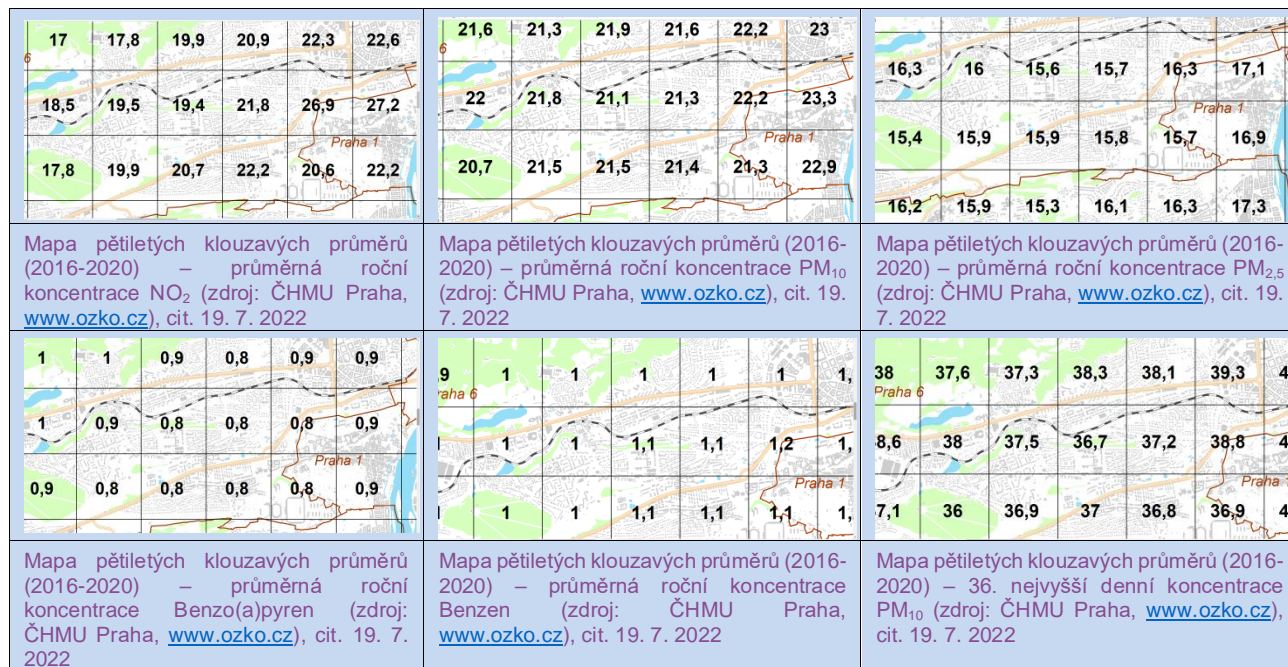 17 17,8 19,9 20,9 22,3 22,6
6
18,5 19,5 19,4 21,8 26,9 27,2
Praha 1
17,8 19,9 20,7 22,2 20,6 22,2
Mapa pětiletých klouzavých průměrů
(2016-2020) – průměrná roční
koncentrace NO₂ (zdroj: ČHMU Praha,
www.ozko.cz), cit. 19. 7. 2022
21,6 21,3 21,9 21,6 22,2 23
22 21,8 21,1 21,3 22,2 23,3
Praha 1
20,7 21,5 21,5 21,4 21,3 22,9
Mapa pětiletých klouzavých průměrů (2016-
2020) – průměrná roční koncentrace PM₁₀
(zdroj: ČHMU Praha, www.ozko.cz), cit. 19.
7. 2022
16,3 16 15,6 15,7 16,3 17,1
Praha 1
15,4 15,9 15,9 15,8 15,7 16,9
16,2 15,9 15,3 16,1 16,3 17,3
Mapa pětiletých klouzavých průměrů (2016-
2020) – průměrná roční koncentrace PM₂,₅
(zdroj: ČHMU Praha, www.ozko.cz), cit. 19.
7. 2022
1 1 0,9 0,8 0,9 0,9
1 0,9 0,8 0,8 0,8 0,9
Praha 1
0,9 0,8 0,8 0,8 0,8 0,9
Mapa pětiletých klouzavých průměrů
(2016-2020) – průměrná roční
koncentrace Benzo(a)pyren (zdroj:
ČHMU Praha, www.ozko.cz), cit. 19. 7.
2022
,9 1 1 1 1 1 1,
raha 6
1 1 1,1 1,1 1,2 1,
Praha 1
1 1 1,1 1,1 1,1 1,
Mapa pětiletých klouzavých průměrů (2016-
2020) – průměrná roční koncentrace
Benzen (zdroj: ČHMU Praha,
www.ozko.cz), cit. 19. 7. 2022
38 37,6 37,3 38,3 38,1 39,3 4
Praha 6
8,6 38 37,5 36,7 37,2 38,8 4
Praha
7,1 36 36,9 37 36,8 36,9 4
Mapa pětiletých klouzavých průměrů (2016-
2020) – 36. nejvyšší denní koncentrace
PM₁₀ (zdroj: ČHMU Praha, www.ozko.cz),
cit. 19. 7. 2022